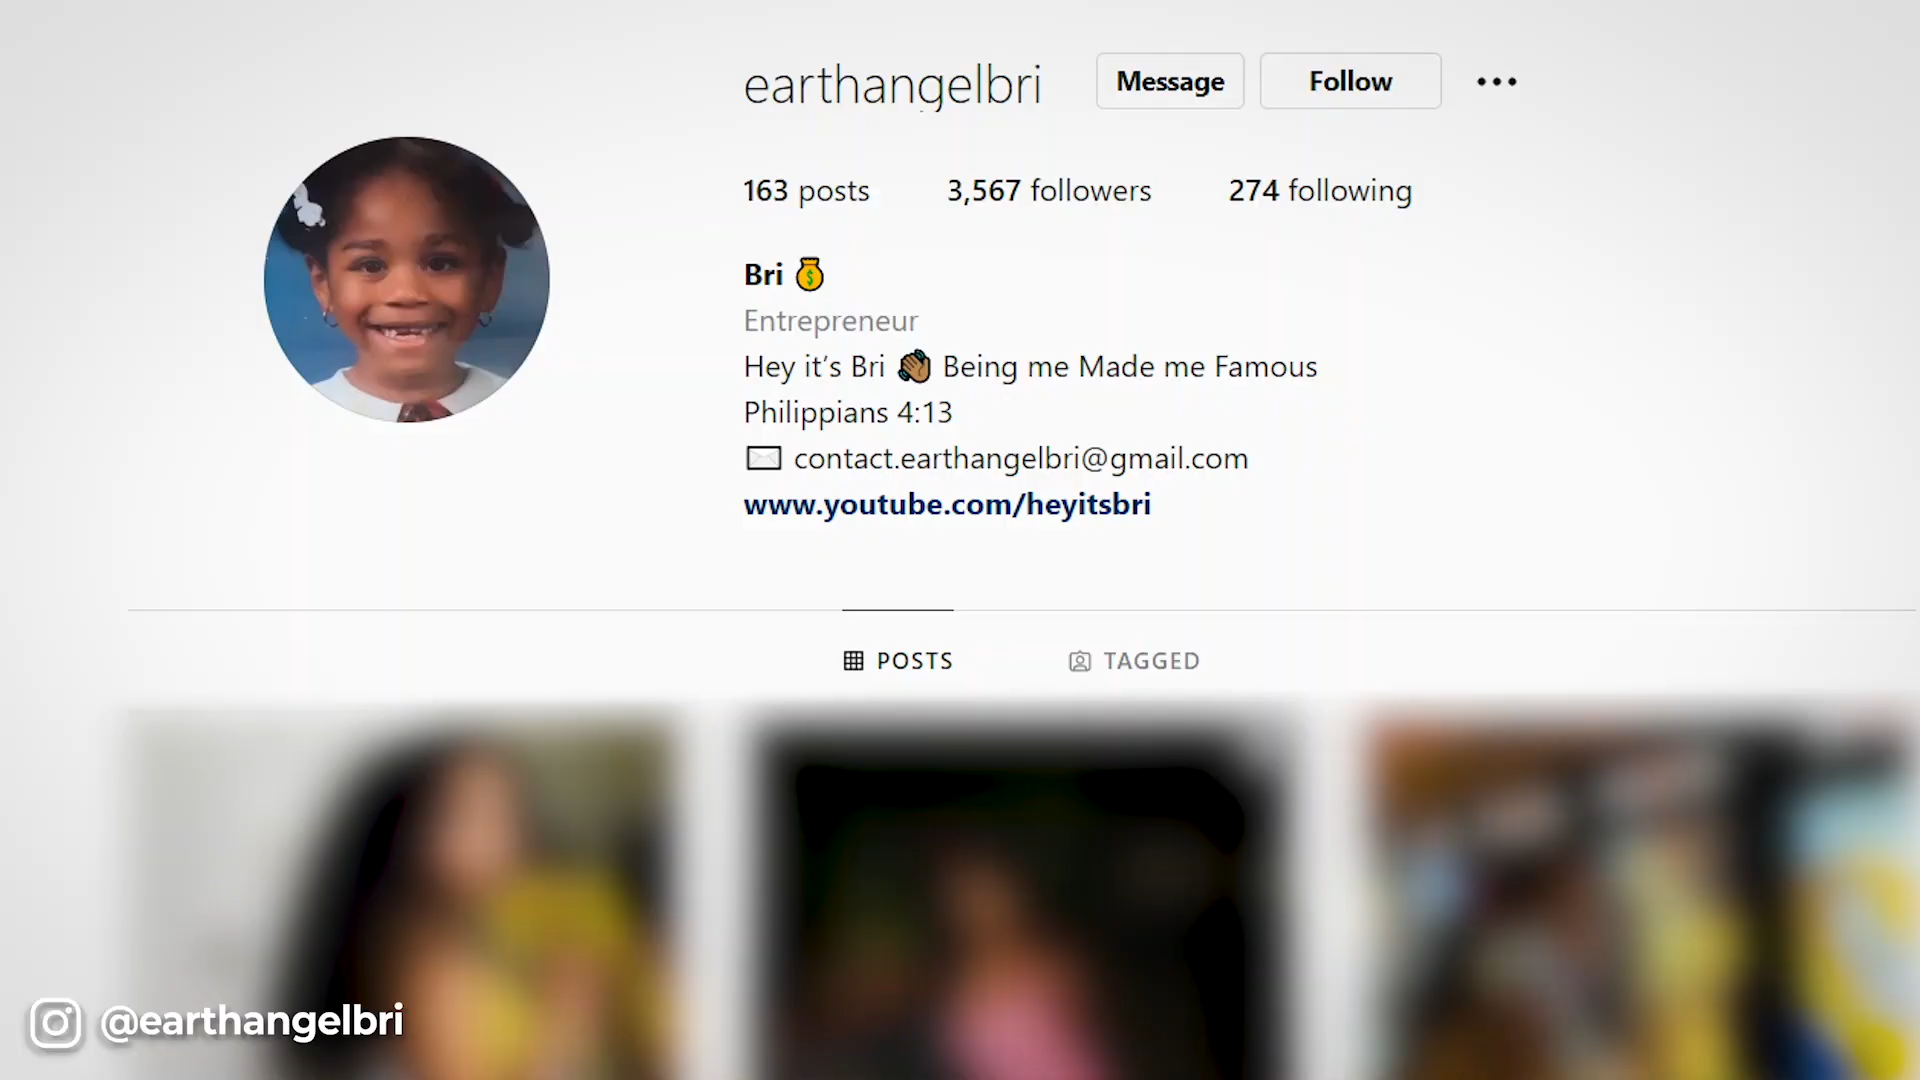 earthangelbri
Message
Follow
163 posts
3,567 followers
274 following
Bri 💰
Entrepreneur
Hey it’s Bri 👋🏾 Being me Made me Famous
Philippians 4:13
✉️ contact.earthangelbri@gmail.com
www.youtube.com/heyitsbri
POSTS
TAGGED
@earthangelbri